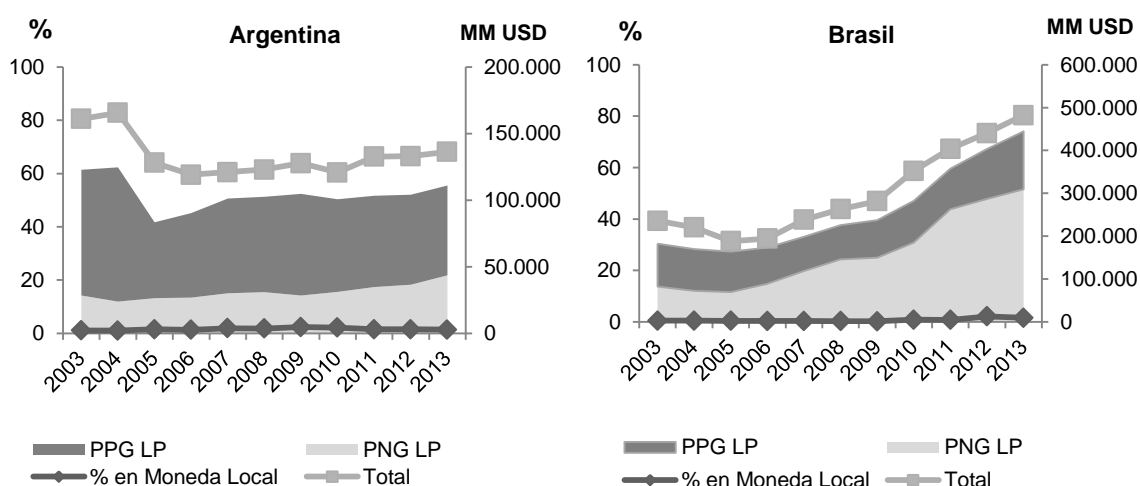 % Argentina MM USD
100 200.000
80 150.000
60
100.000
40
50.000
20
0 0
2003 2004 2005 2006 2007 2008 2009 2010 2011 2012 2013
PPG LP PNG LP
% en Moneda Local Total
% Brasil MM USD
100 600.000
500.000
80
400.000
60
300.000
40
200.000
20
100.000
0 0
2003 2004 2005 2006 2007 2008 2009 2010 2011 2012 2013
PPG LP PNG LP
% en Moneda Local Total